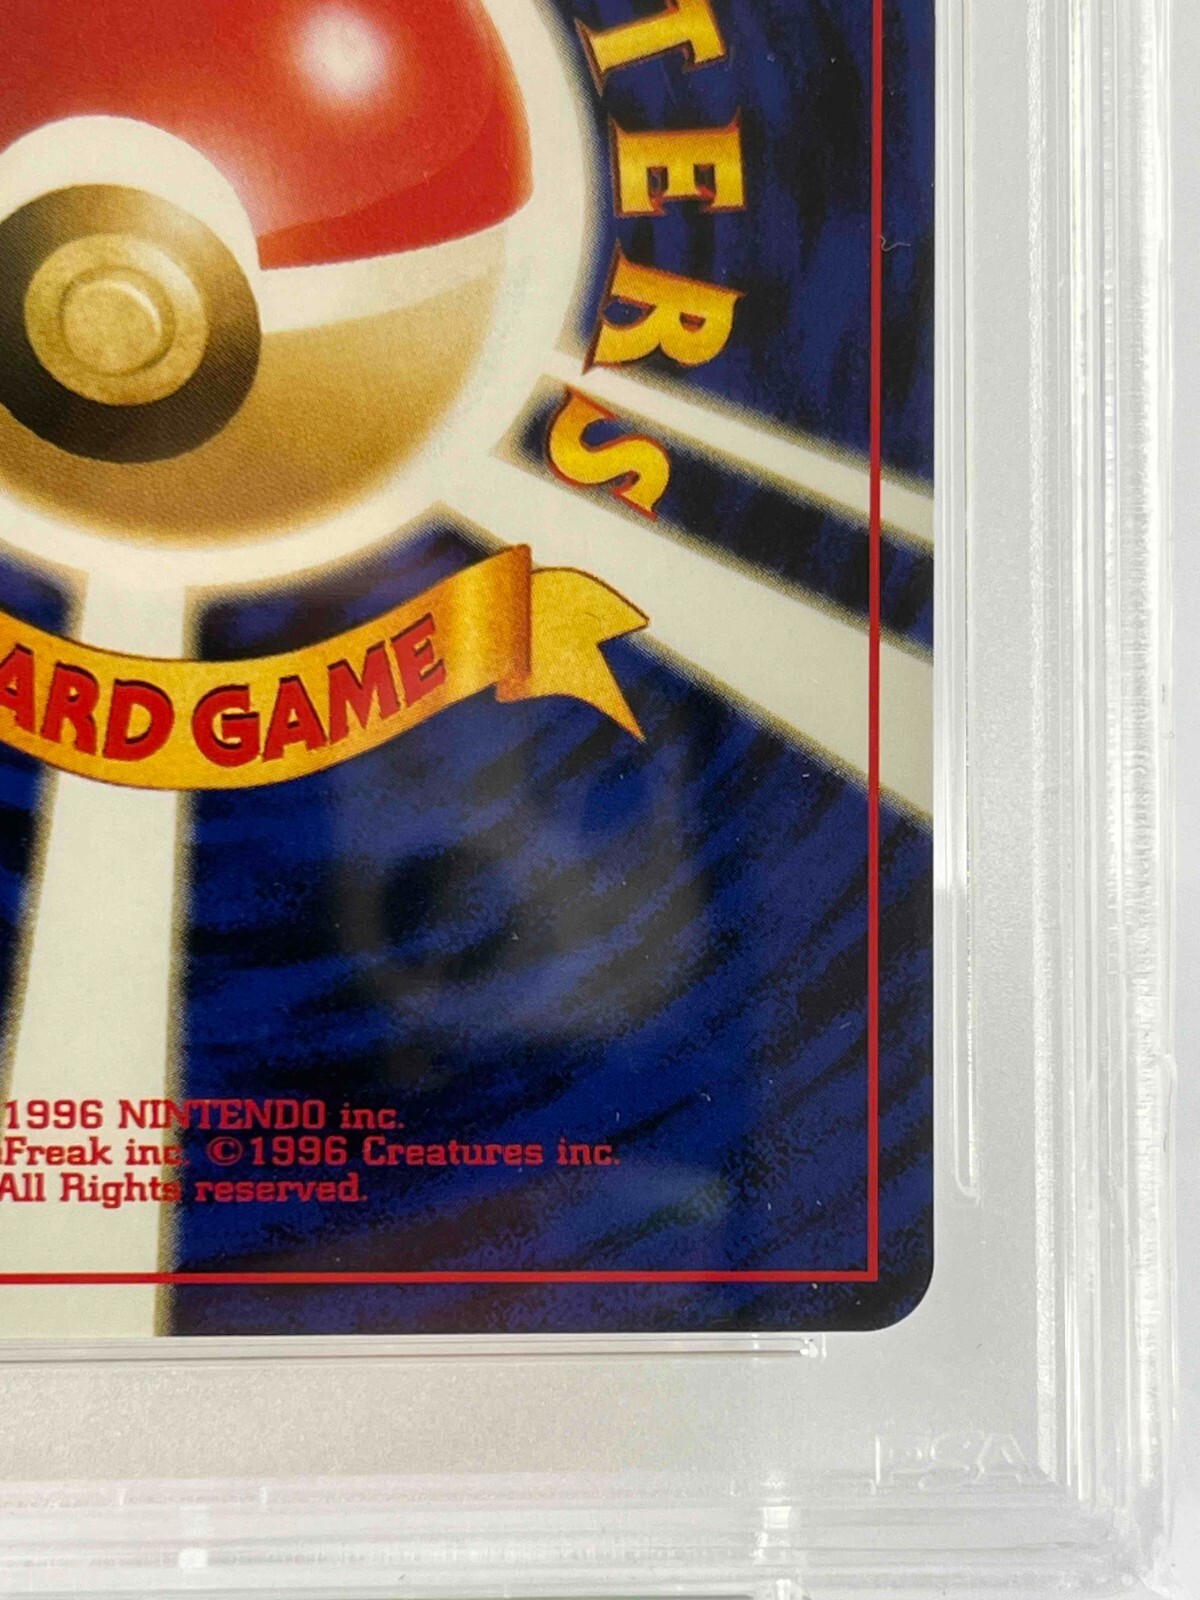 TERS
ARD GAME
1996 NINTENDO inc.
Freak inc. ©1996 Creatures inc.
All Rights reserved.
PSA